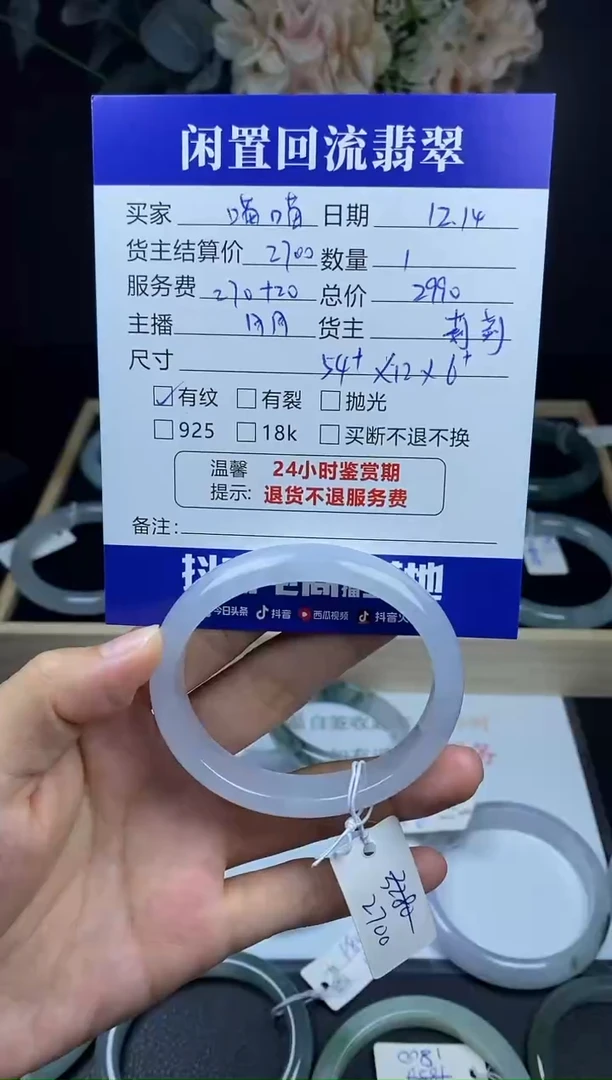 闲置回流翡翠
买家 喵喵 日期 12.14
货主结算价 2700 数量 1
服务费 270+20 总价 2990
主播 月月 货主 莉莉
尺寸 54+×12×6+
☑有纹 □有裂 □抛光
□925 □18k □买断不退不换
温馨 24小时鉴赏期
提示: 退货不退服务费
备注:
今日头条 抖音 西瓜视频 抖音火
2700
1800